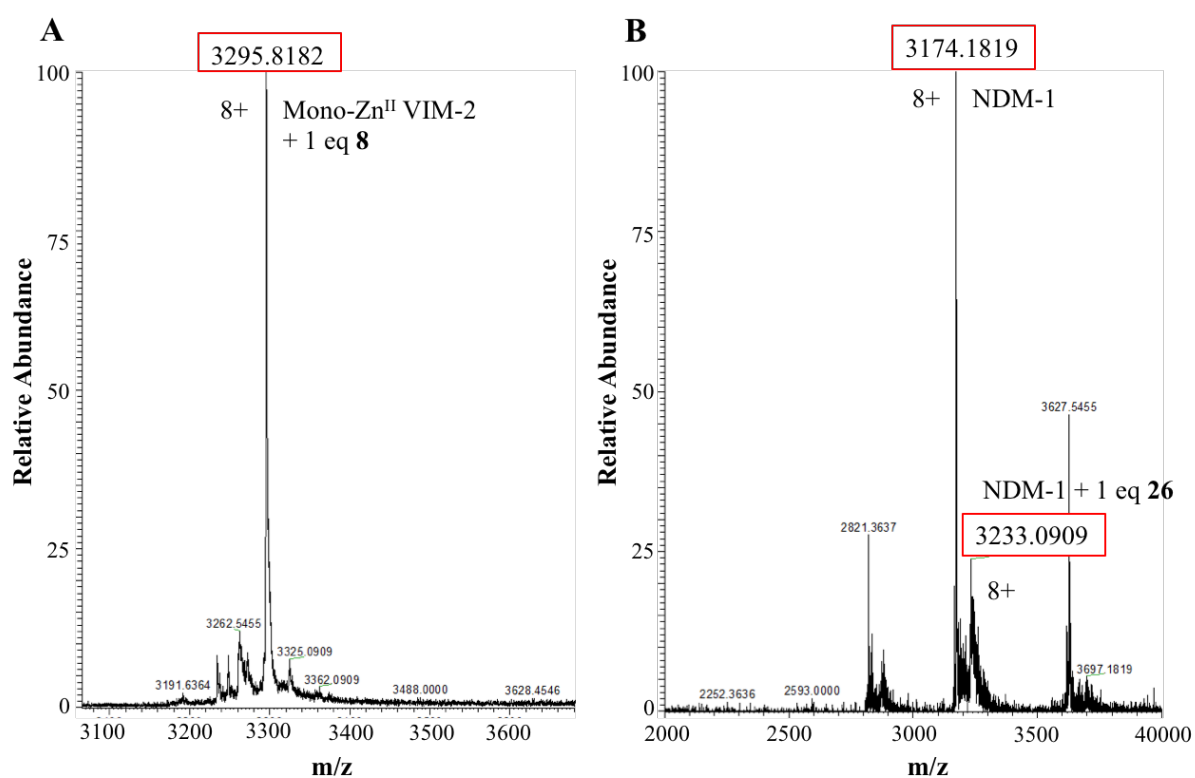 A
3295.8182
100
8+ Mono-Zn^II VIM-2
+ 1 eq 8
75
50
25
0
3262.5455
3325.0909
3191.6364
3362.0909
3488.0000
3628.4546
3100 3200 3300 3400 3500 3600
m/z
Relative Abundance
B
3174.1819
100
8+ NDM-1
75
50
3627.5455
NDM-1 + 1 eq 26
2821.3637
3233.0909
25
8+
3697.1819
2252.3636
2593.0000
0
2000 2500 3000 3500 40000
m/z
Relative Abundance